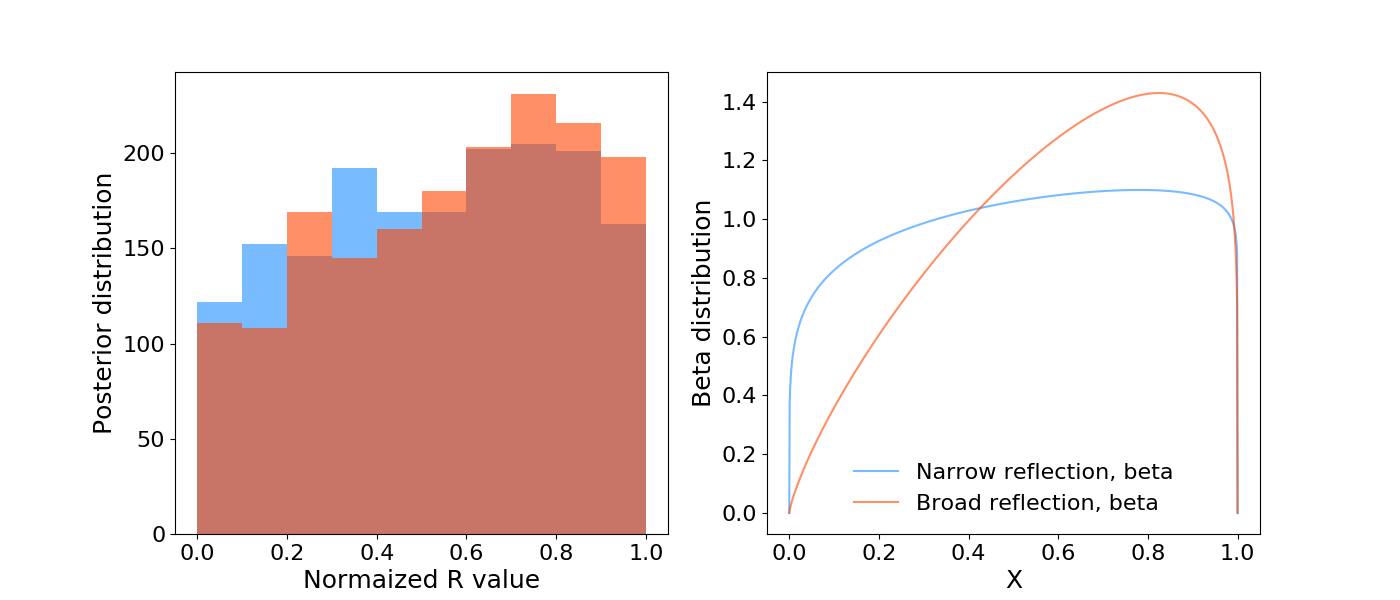 Posterior distribution
200
150
100
50
0
0.0 0.2 0.4 0.6 0.8 1.0
Normaized R value
Beta distribution
1.4
1.2
1.0
0.8
0.6
0.4
0.2
0.0
Narrow reflection, beta
Broad reflection, beta
0.0 0.2 0.4 0.6 0.8 1.0
X